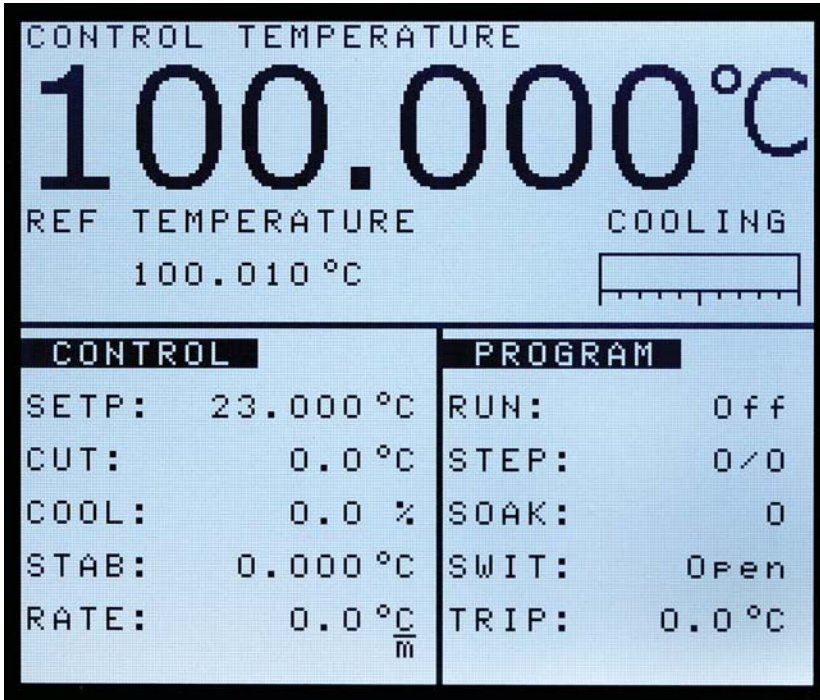 CONTROL TEMPERATURE
100.000°C
REF TEMPERATURE
100.010°C
COOLING
CONTROL
SETP: 23.000°C
CUT: 0.0°C
COOL: 0.0 %
STAB: 0.000°C
RATE: 0.0°C/m
PROGRAM
RUN: Off
STEP: 0/0
SOAK: 0
SWIT: Open
TRIP: 0.0°C